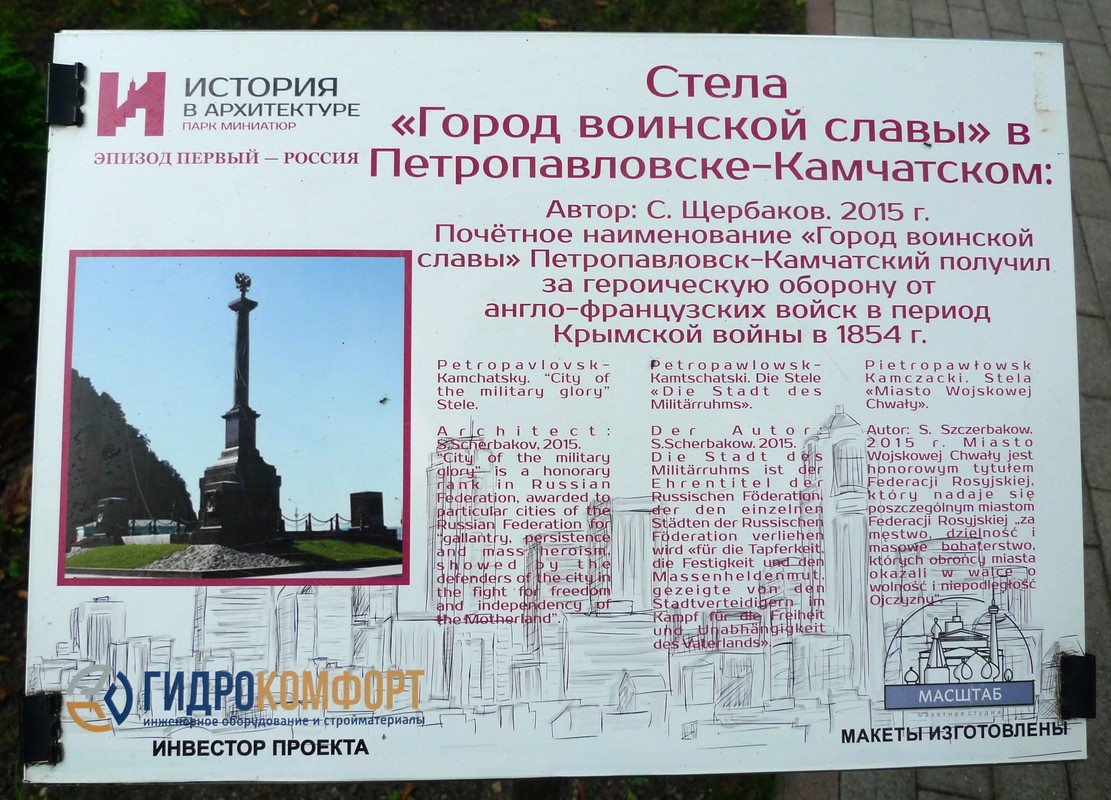 ИСТОРИЯ
В АРХИТЕКТУРЕ
ПАРК МИНИАТЮР
ЭПИЗОД ПЕРВЫЙ — РОССИЯ
Стела
«Город воинской славы» в
Петропавловске-Камчатском:
Автор: С. Щербаков. 2015 г.
Почётное наименование «Город воинской
славы» Петропавловск-Камчатский получил
за героическую оборону от
англо-французских войск в период
Крымской войны в 1854 г.
Petropavlovsk-
Kamchatsky. "City of
the military glory"
Stele.
Architect:
S.Scherbakov. 2015.
"City of the military
glory" is a honorary
rank in Russian
Federation, awarded to
particular cities of the
Russian Federation for
"gallantry, persistence
and mass heroism,
showed by the
defenders of the city in
the fight for freedom
and independency of
the Motherland".
Petropawlowsk-
Kamtschatski. Die Stele
«Die Stadt des
Militärruhms».
Der Autor:
S.Scherbakow. 2015.
Die Stadt des
Militärruhms ist der
Ehrentitel der
Russischen Föderation,
der den einzelnen
Städten der Russischen
Föderation verliehen
wird «für die Tapferkeit,
die Festigkeit und den
Massenheldenmut,
gezeigte von den
Stadtverteidigern im
Kampf für die Freiheit
und Unabhängigkeit
des Vaterlands».
Pietropawłowsk
Kamczacki. Stela
«Miasto Wojskowej
Chwały».
Autor: S. Szczerbakow.
2015 r. Miasto
Wojskowej Chwały jest
honorowym tytułem
Federacji Rosyjskiej,
który nadaje się
poszczególnym miastom
Federacji Rosyjskiej „za
męstwo, dzielność i
masowe bohaterstwo,
których obrońcy miasta
okazali w walce o
wolność i niepodległość
Ojczyzny"
ГИДРОКОМФОРТ
инженерное оборудование и стройматериалы
ИНВЕСТОР ПРОЕКТА
МАСШТАБ
макетная студия
МАКЕТЫ ИЗГОТОВЛЕНЫ